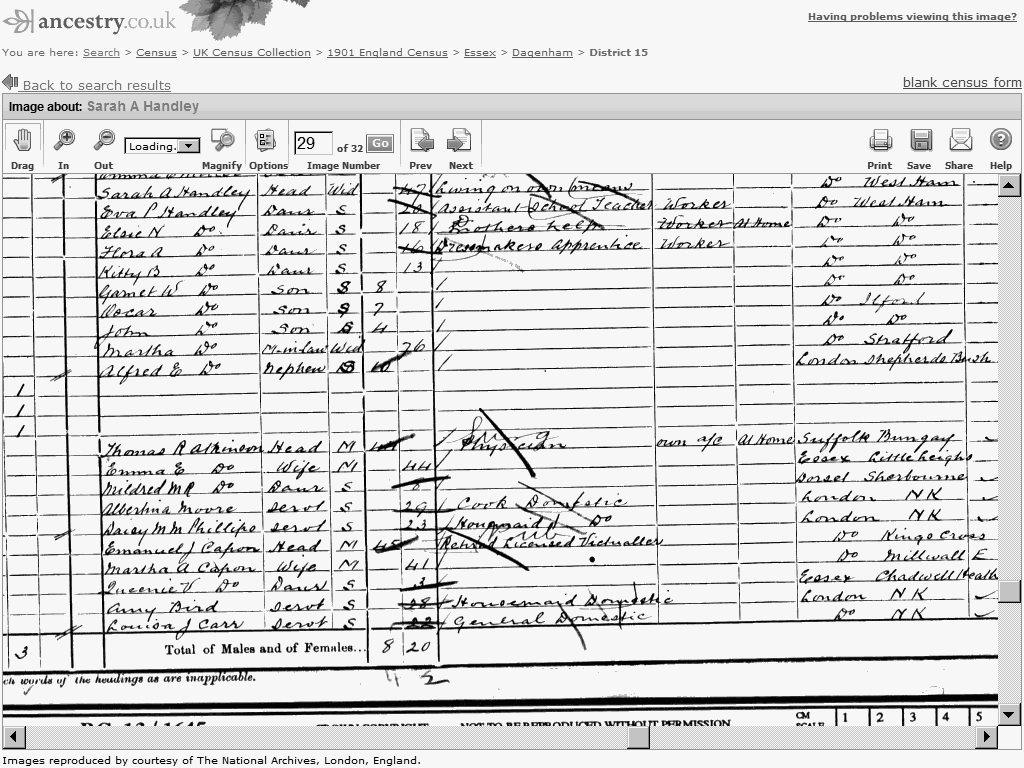 ancestry.co.uk
Having problems viewing this image?
You are here: Search > Census > UK Census Collection > 1901 England Census > Essex > Dagenham > District 15
Back to search results
blank census form
Image about: Sarah A Handley
Loading.
29 of 32 Go
Drag In Out Magnify Options Image Number Prev Next Print Save Share Help
Sarah A Handley Head Wid 47 Living on own means Do West Ham
Eva P Handley Daur S 20 Assistant School Teacher Worker Do West Ham
Elsie N Do. Daur S 18 help Worker At Home Do Do
Flora A Do Daur S 16 Dressmakers Apprentice Worker Do Do
Kitty B Do Daur S 13 Do Do
Garnet W Do Son S 8 Do Do
Oscar Do Son S 7 Do Ilford
John Do Son S 4 Do Do
Martha Do M-in-law Wid 76 Do Stratford
Alfred E Do Nephew S 10 London Shepherds Bush
1
1
1
Thomas R Atkinson Head M Physician own a/c At Home Suffolk Bungay
Emma E Do Wife M 44 Essex Little
Mildred M R Do Daur S 8 Dorset Sherbourne
Albertina Moore Servt S 29 Cook Domestic London NK
Daisy M M Phillips Servt S 23 Housemaid Do London NK
Emanuel J Capon Head M 45 Retired Licensed Victualler Do Kings Cross
Martha A Capon Wife M 41 Do Millwall E
Queenie V Do Daur S 3 Essex Chadwell Heath
Amy Bird Servt S 28 Housemaid Domestic London NK
Louisa J Carr Servt S 22 General Domestic Do NK
3 Total of Males and of Females... 8 20
4 2
ch words of the headings as are inapplicable.
NOT TO BE REPRODUCED WITHOUT PERMISSION
CM SCALE 1 2 3 4 5
Images reproduced by courtesy of The National Archives, London, England.